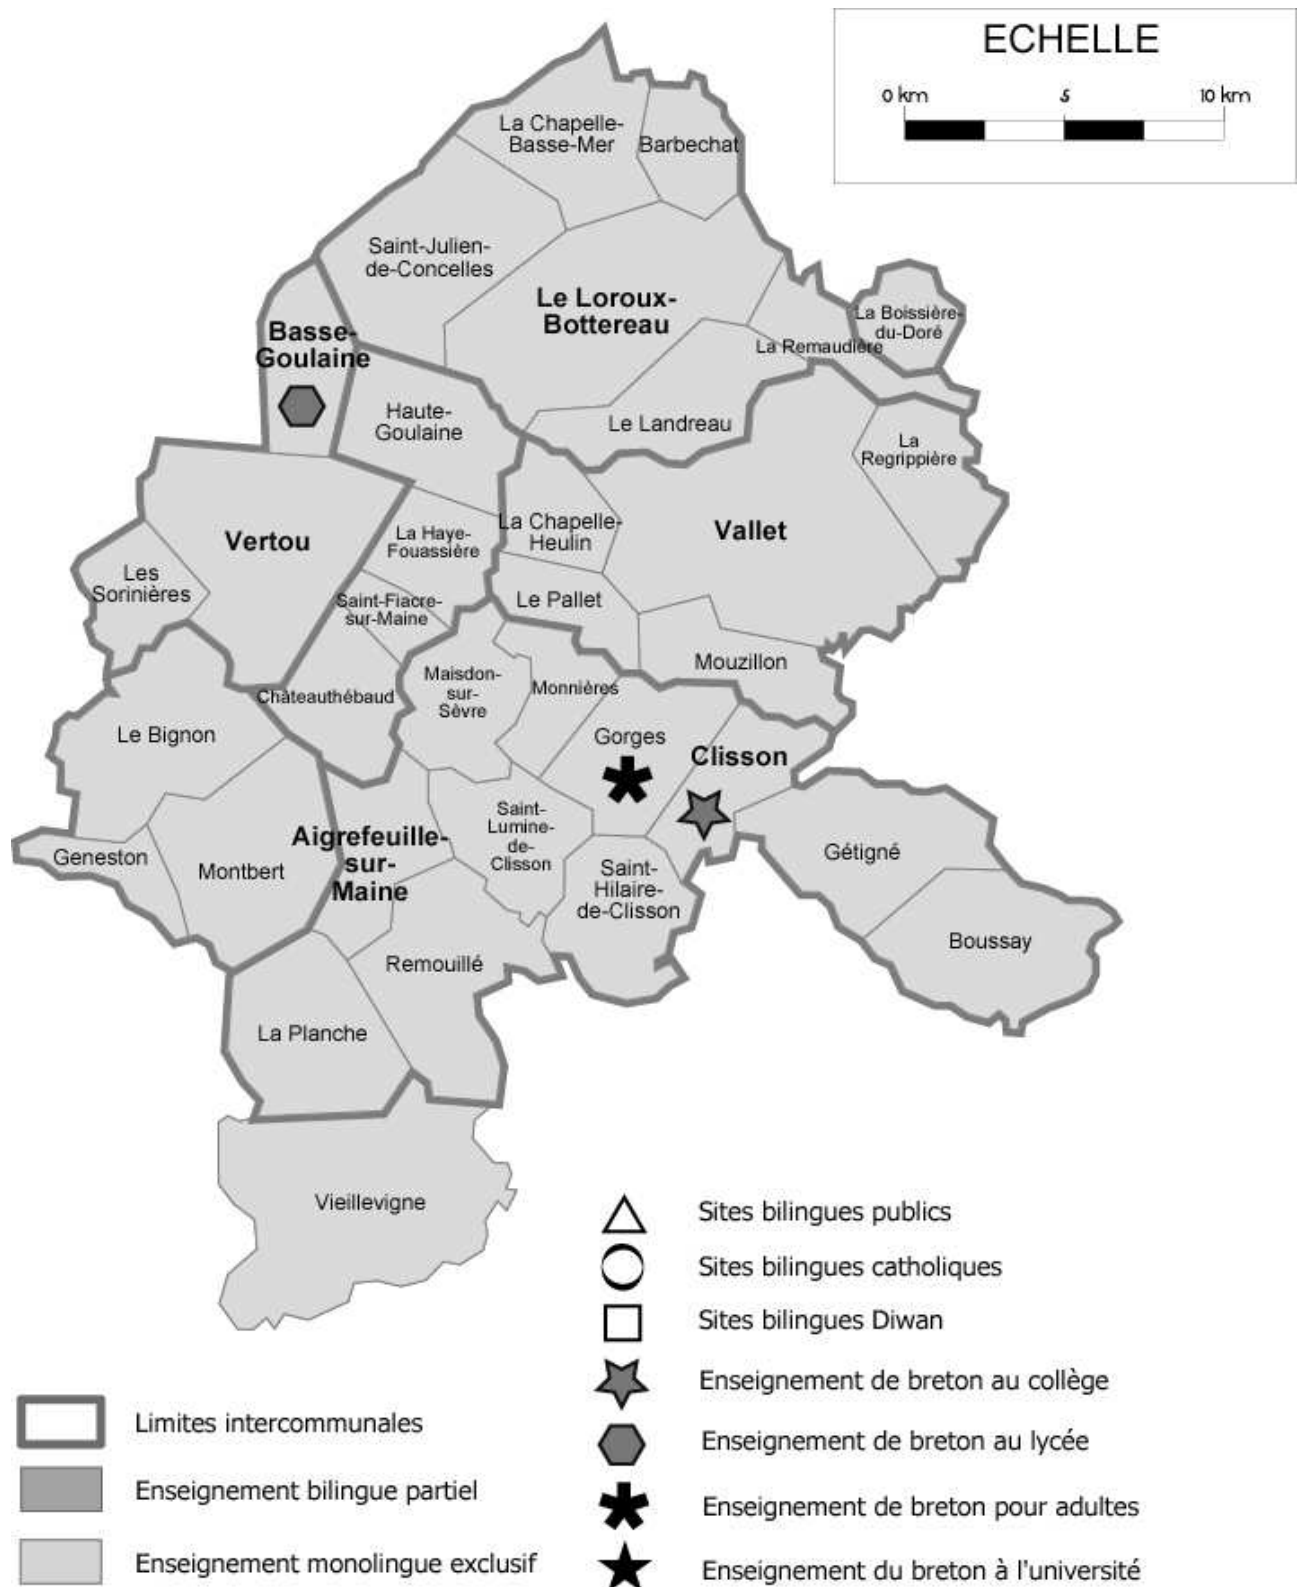 ECHELLE
0 km 5 10 km
La Chapelle-
Basse-Mer
Barbechat
Saint-Julien-
de-Concelles
Le Loroux-
Bottereau
La Boissière-
du-Doré
La Remaudière
Basse-
Goulaine
Haute-
Goulaine
Le Landreau
La
Regrippière
Vertou
La Haye-
Fouassière
La Chapelle-
Heulin
Vallet
Les
Sorinières
Saint-Fiacre-
sur-Maine
Le Pallet
Mouzillon
Châteauthébaud
Maisdon-
sur-
Sèvre
Monnières
Le Bignon
Gorges
Clisson
Geneston
Montbert
Aigrefeuille-
sur-
Maine
Saint-
Lumine-
de-
Clisson
Saint-
Hilaire-
de-Clisson
Gétigné
Boussay
Remouillé
La Planche
Vieillevigne
Sites bilingues publics
Sites bilingues catholiques
Sites bilingues Diwan
Enseignement de breton au collège
Enseignement de breton au lycée
Enseignement de breton pour adultes
Enseignement du breton à l'université
Limites intercommunales
Enseignement bilingue partiel
Enseignement monolingue exclusif